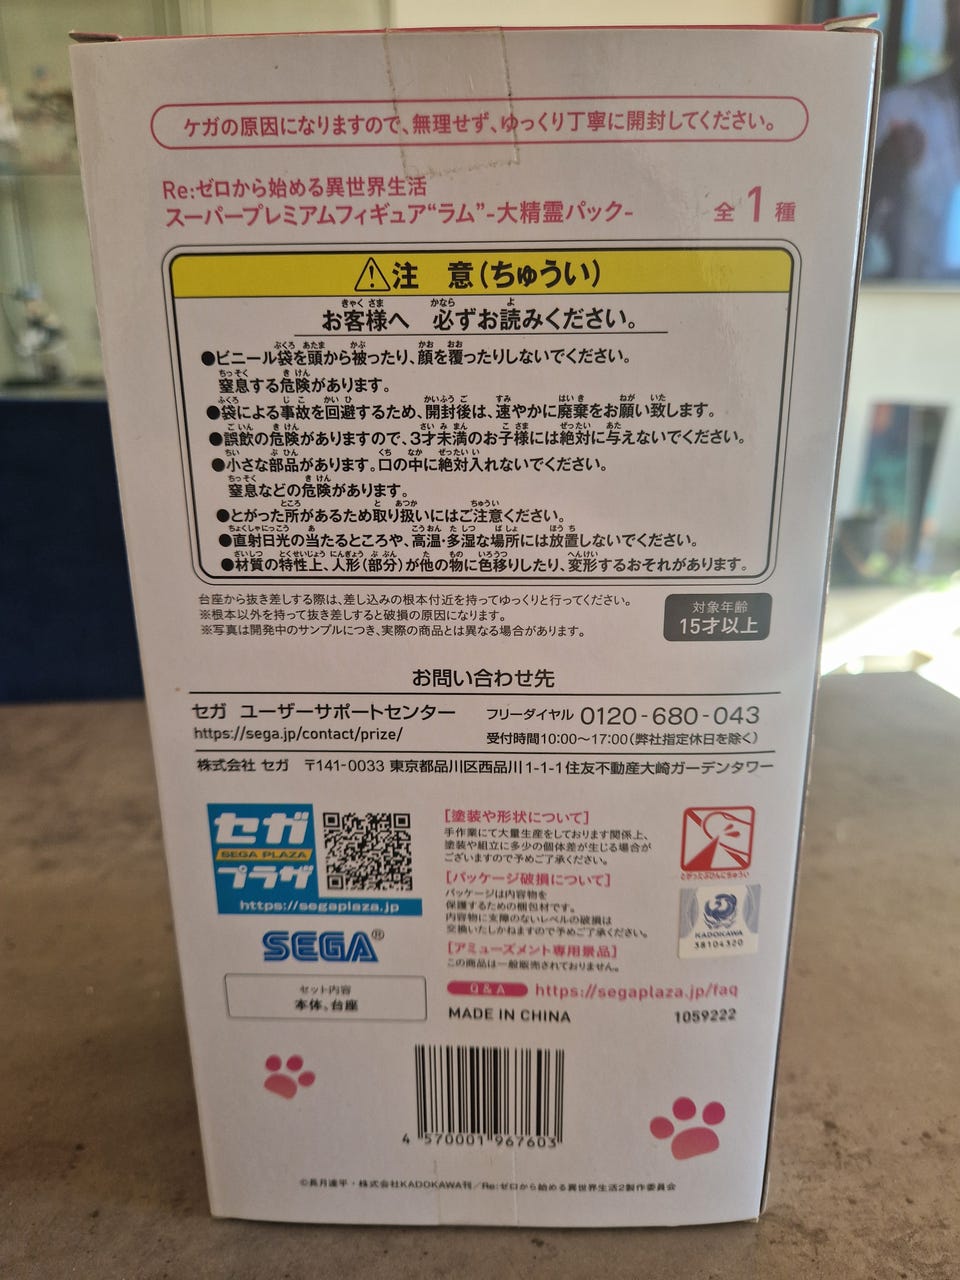 ケガの原因になりますので、無理せず、ゆっくり丁寧に開封してください。
Re:ゼロから始める異世界生活
スーパープレミアムフィギュア“ラム”-大精霊パック-
全1種
注 意(ちゅうい)
お客様へ 必ずお読みください。
●ビニール袋を頭から被ったり、顔を覆ったりしないでください。
窒息する危険があります。
●袋による事故を回避するため、開封後は、速やかに廃棄をお願い致します。
●誤飲の危険がありますので、3才未満のお子様には絶対に与えないでください。
●小さな部品があります。口の中に絶対入れないでください。
窒息などの危険があります。
●とがった所があるため取り扱いにはご注意ください。
●直射日光の当たるところや、高温・多湿な場所には放置しないでください。
●材質の特性上、人形(部分)が他の物に色移りしたり、変形するおそれがあります。
台座から抜き差しする際は、差し込みの根本付近を持ってゆっくりと行ってください。
※根本以外を持って抜き差しすると破損の原因になります。
※写真は開発中のサンプルにつき、実際の商品とは異なる場合があります。
対象年齢
15才以上
お問い合わせ先
セガ ユーザーサポートセンター
https://sega.jp/contact/prize/
フリーダイヤル 0120-680-043
受付時間10:00〜17:00(弊社指定休日を除く)
株式会社 セガ 〒141-0033 東京都品川区西品川1-1-1住友不動産大崎ガーデンタワー
セガ
SEGA PLAZA
プラザ
https://segaplaza.jp
SEGA®
セット内容
本体、台座
[塗装や形状について]
手作業にて大量生産をしております関係上、
塗装や組立に多少の個体差が生じる場合が
ございますので予めご了承ください。
[パッケージ破損について]
パッケージは内容物を
保護するための梱包材です。
内容物に支障のないレベルの破損は
交換いたしかねますので予めご了承ください。
[アミューズメント専用景品]
この商品は一般販売されておりません。
Q & A https://segaplaza.jp/faq
MADE IN CHINA
1059222
とがったぶひんにちゅうい
KADOKAWA
38104320
4 570001 967603
©長月達平・株式会社KADOKAWA刊／Re:ゼロから始める異世界生活2製作委員会